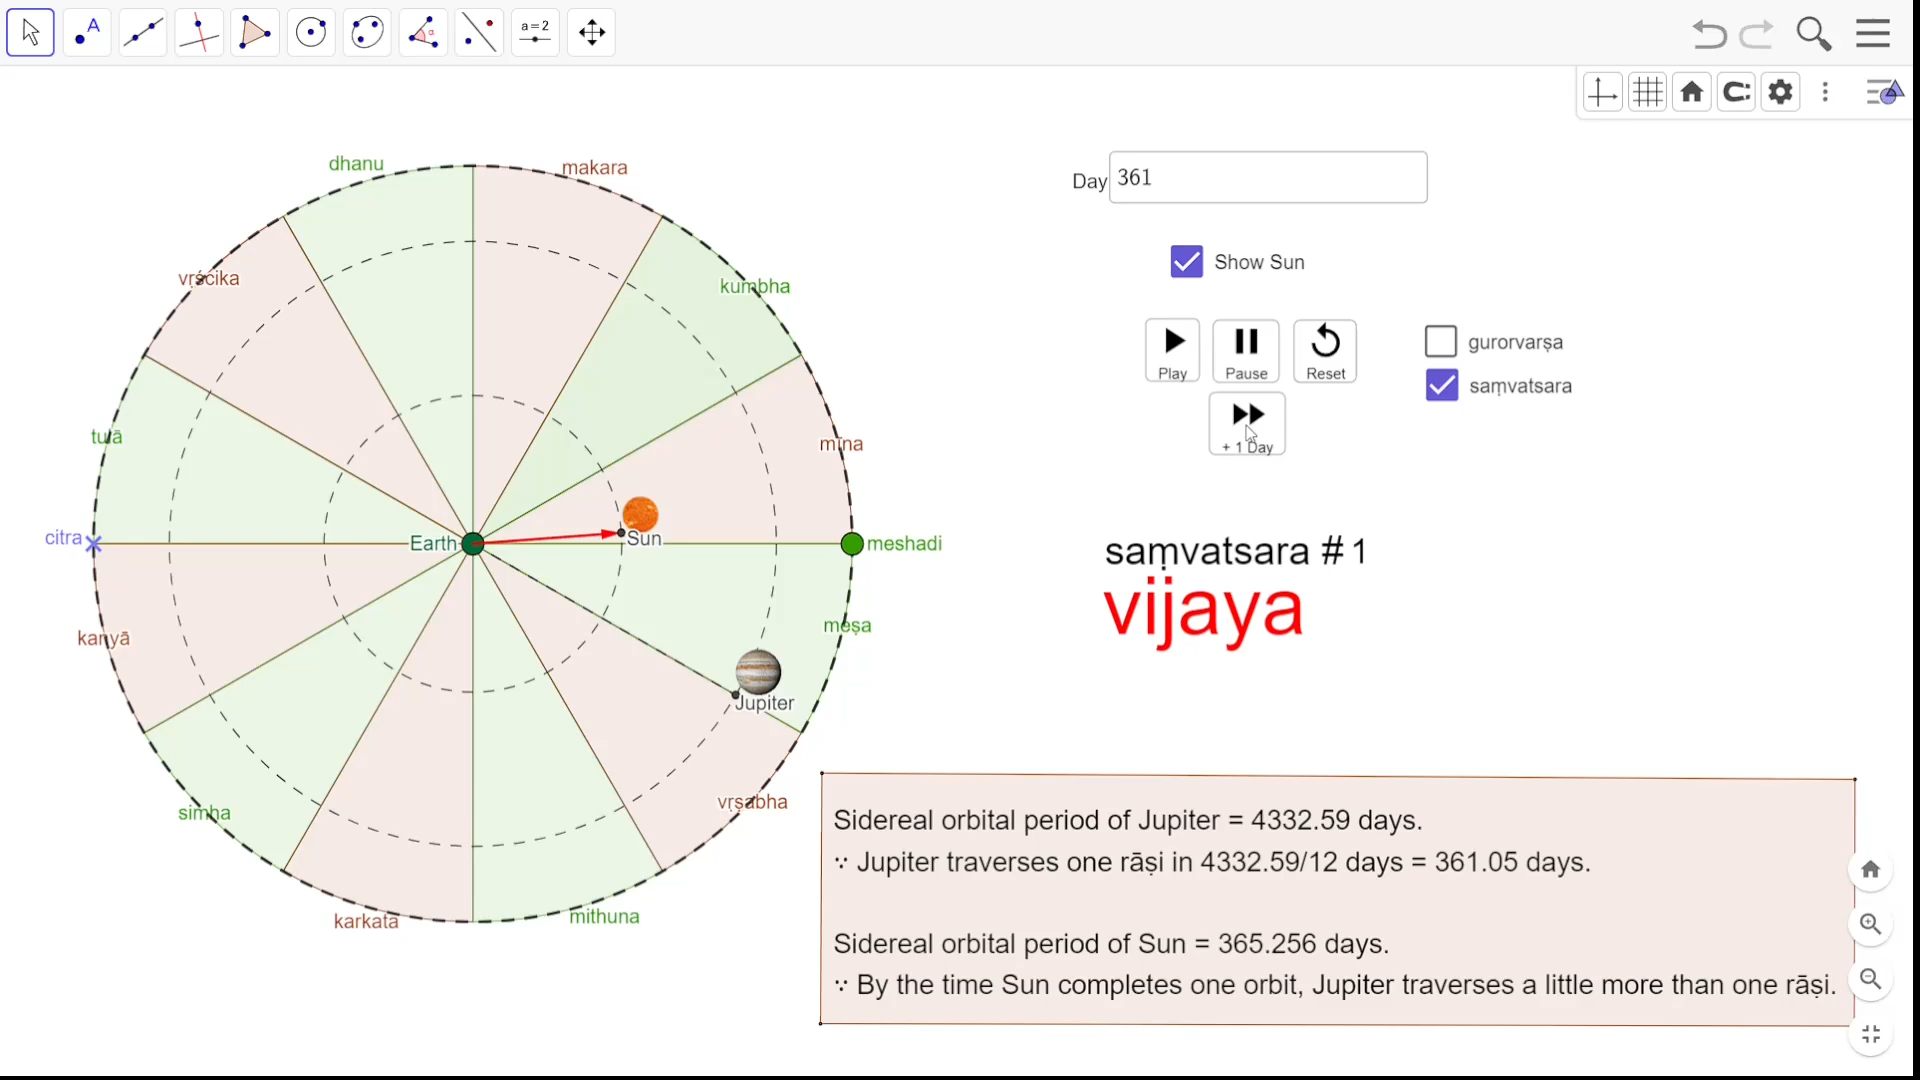 A
α
a=2
dhanu
makara
Day 361
vṛścika
kumbha
Show Sun
Play
Pause
Reset
gurorvarṣa
saṃvatsara
+ 1 Day
tulā
mīna
citra
Earth
Sun
meshadi
saṃvatsara # 1
vijaya
kanyā
meṣa
Jupiter
siṃha
vṛṣabha
karkata
mithuna
Sidereal orbital period of Jupiter = 4332.59 days.
∵ Jupiter traverses one rāṣi in 4332.59/12 days = 361.05 days.
Sidereal orbital period of Sun = 365.256 days.
∵ By the time Sun completes one orbit, Jupiter traverses a little more than one rāṣi.